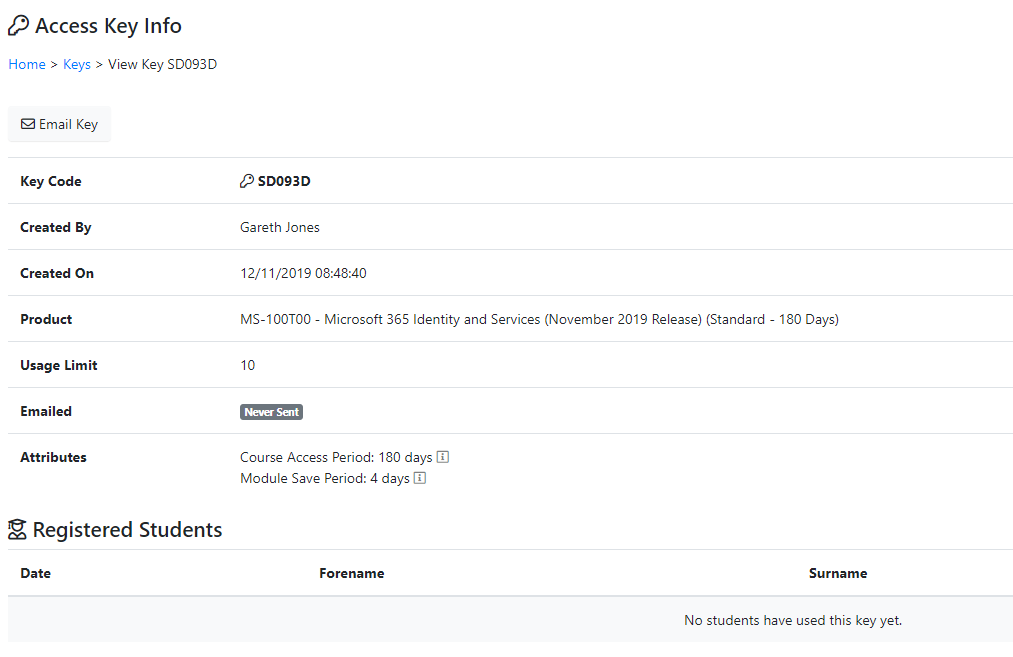 Access Key Info
Home > Keys > View Key SD093D
Email Key
Key Code SD093D
Created By Gareth Jones
Created On 12/11/2019 08:48:40
Product MS-100T00 - Microsoft 365 Identity and Services (November 2019 Release) (Standard - 180 Days)
Usage Limit 10
Emailed Never Sent
Attributes Course Access Period: 180 days
Module Save Period: 4 days
Registered Students
Date Forename Surname
No students have used this key yet.